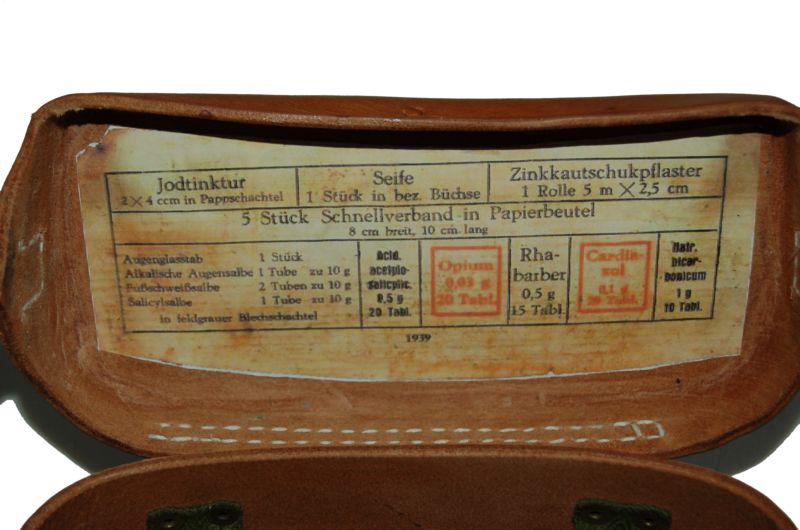 Jodtinktur
2 × 4 ccm in Pappschachtel
Seife
1 Stück in bez. Büchse
Zinkkautschukpflaster
1 Rolle 5 m × 2,5 cm
5 Stück Schnellverband in Papierbeutel
8 cm breit, 10 cm lang
Augenglasstab 1 Stück
Alkalische Augensalbe 1 Tube zu 10 g
Fußschweißsalbe 2 Tuben zu 10 g
Salicylsalbe 1 Tube zu 10 g
in feldgrauer Blechschachtel
Acid.
acetylo-
salicylic.
0,5 g
20 Tabl.
Opium
0,03 g
20 Tabl.
Rha-
barber
0,5 g
15 Tabl.
Cardia-
zol
0,1 g
20 Tabl.
Natr.
bicar-
bonicum
1 g
10 Tabl.
1939